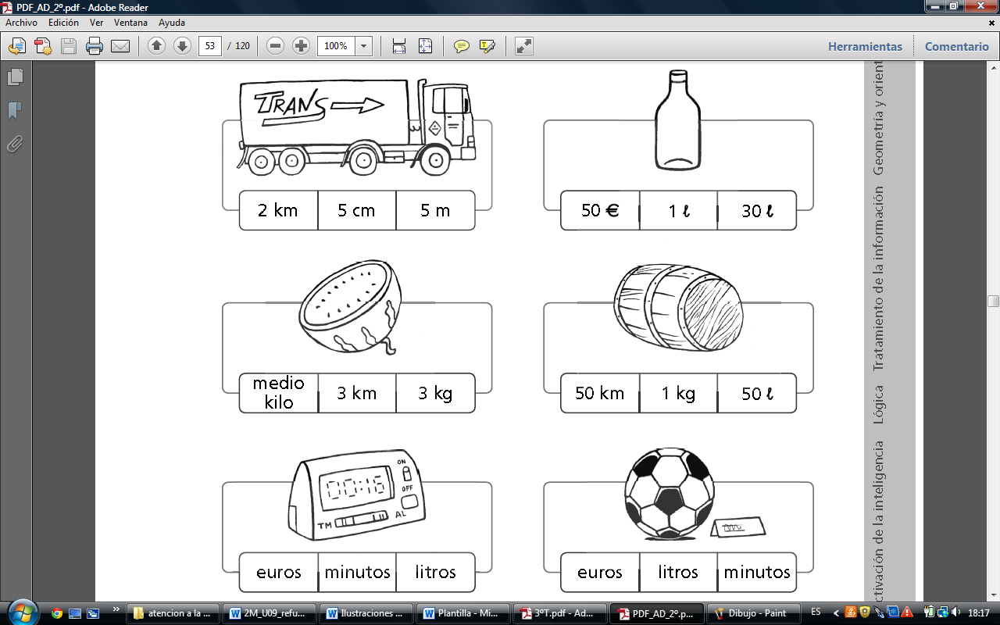 PDF_AD_2º.pdf - Adobe Reader
Archivo Edición Ver Ventana Ayuda
53 / 120 100% Herramientas Comentario
TRANS
2 km 5 cm 5 m
50 € 1 ℓ 30 ℓ
medio kilo 3 km 3 kg
50 km 1 kg 50 ℓ
00:16
ON
OFF
TM
AL
euros minutos litros
euros litros minutos
ctivación de la inteligencia Lógica Tratamiento de la información Geometría y orient
atencion a la ... 2M_U09_refu... Ilustraciones ... Plantilla - Mi... 3ºT.pdf - Ado... PDF_AD_2º.p... Dibujo - Paint ES 18:17